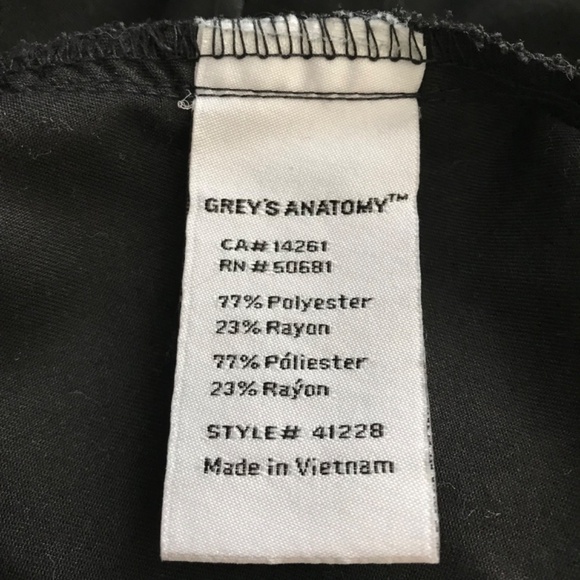 GREY'S ANATOMY™
CA# 14261
RN # 50681
77% Polyester
23% Rayon
77% Póliester
23% Raýon
STYLE# 41228
Made in Vietnam